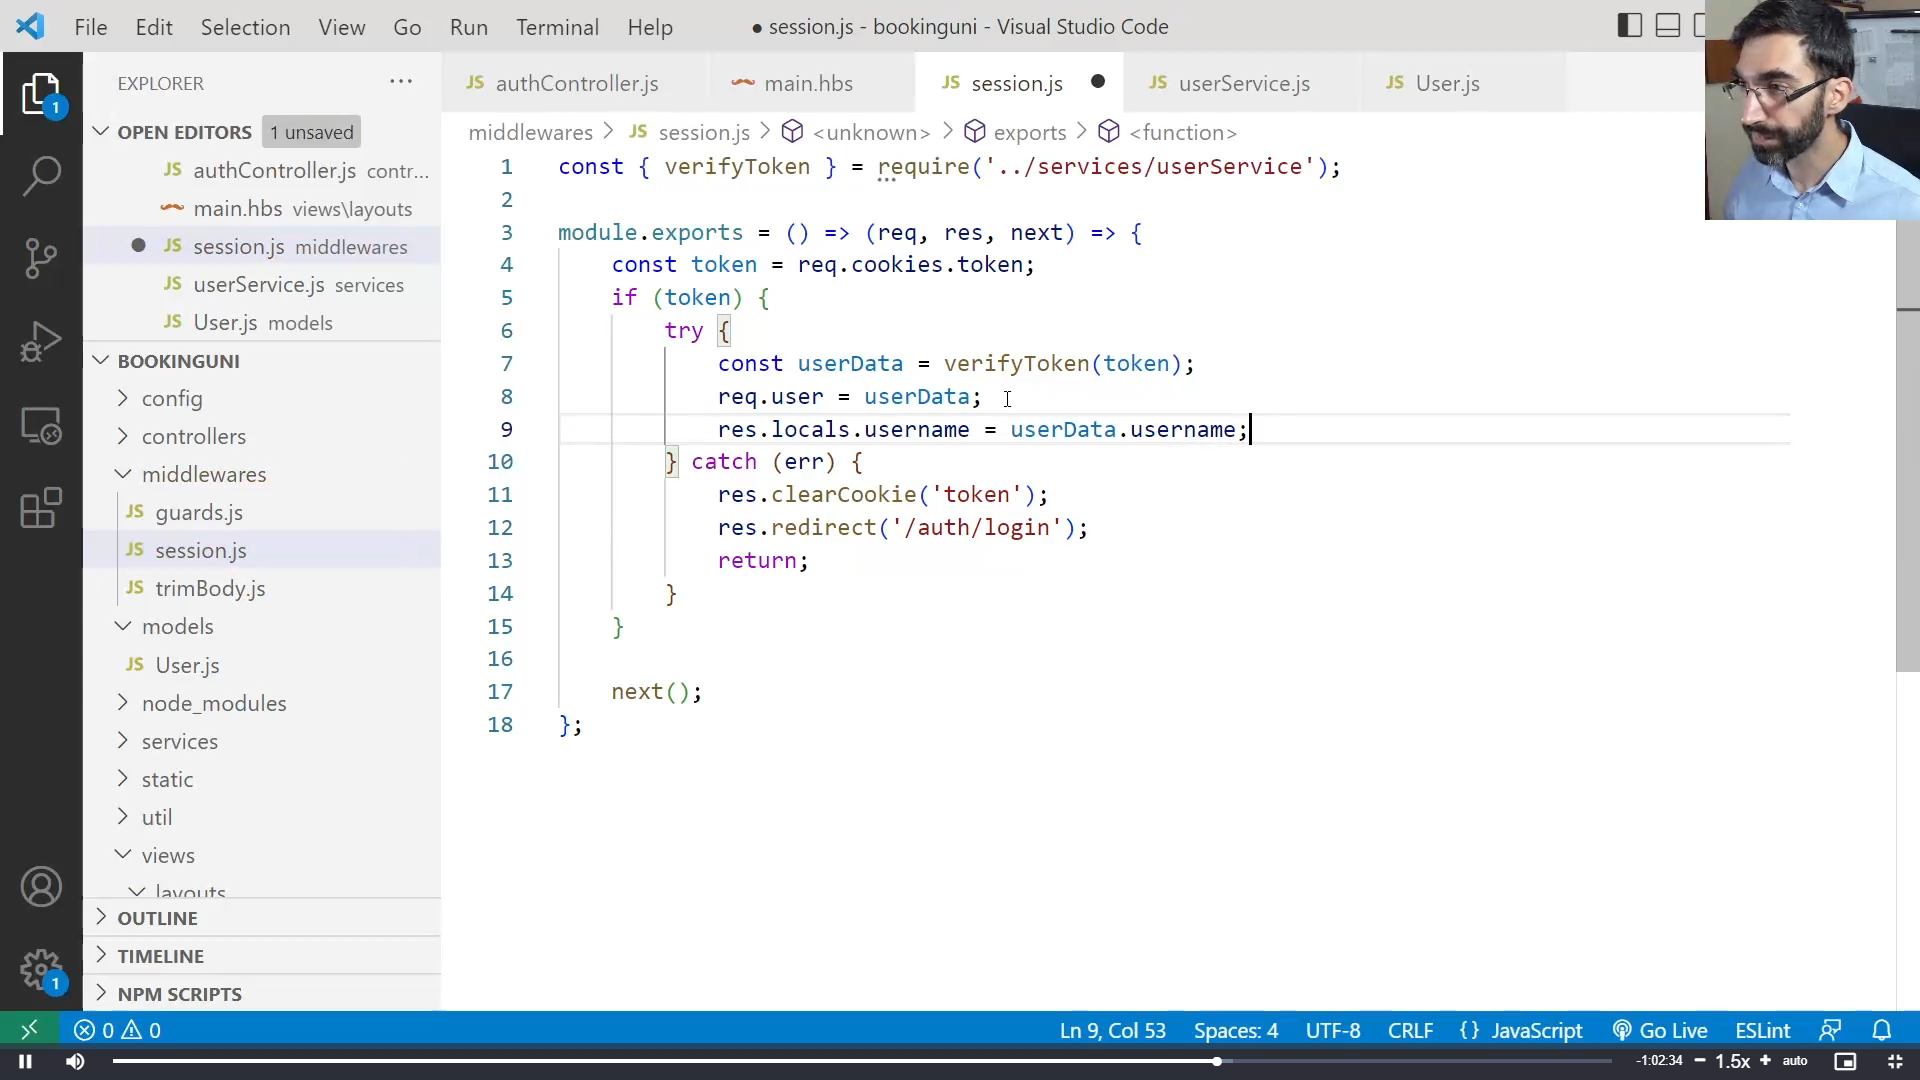 File Edit Selection View Go Run Terminal Help
● session.js - bookinguni - Visual Studio Code
EXPLORER
OPEN EDITORS 1 unsaved
JS authController.js contr...
main.hbs views\layouts
JS session.js middlewares
JS userService.js services
JS User.js models
BOOKINGUNI
config
controllers
middlewares
JS guards.js
JS session.js
JS trimBody.js
models
JS User.js
node_modules
services
static
util
views
layouts
OUTLINE
TIMELINE
NPM SCRIPTS
1
1
JS authController.js main.hbs JS session.js JS userService.js JS User.js
middlewares > JS session.js > <unknown> > exports > <function>
1 const { verifyToken } = require('../services/userService');
2
3 module.exports = () => (req, res, next) => {
4 const token = req.cookies.token;
5 if (token) {
6 try {
7 const userData = verifyToken(token);
8 req.user = userData;
9 res.locals.username = userData.username;
10 } catch (err) {
11 res.clearCookie('token');
12 res.redirect('/auth/login');
13 return;
14 }
15 }
16
17 next();
18 };
0 0
Ln 9, Col 53 Spaces: 4 UTF-8 CRLF {} JavaScript Go Live ESLint
-1:02:34 − 1.5x + auto